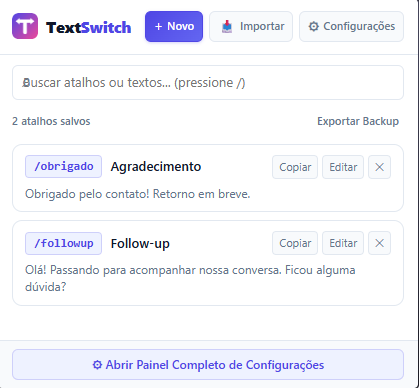 TextSwitch
+ Novo
Importar
Configurações
Buscar atalhos ou textos... (pressione /)
2 atalhos salvos
Exportar Backup
/obrigado
Agradecimento
Copiar
Editar
×
Obrigado pelo contato! Retorno em breve.
/followup
Follow-up
Copiar
Editar
×
Olá! Passando para acompanhar nossa conversa. Ficou alguma
dúvida?
Abrir Painel Completo de Configurações